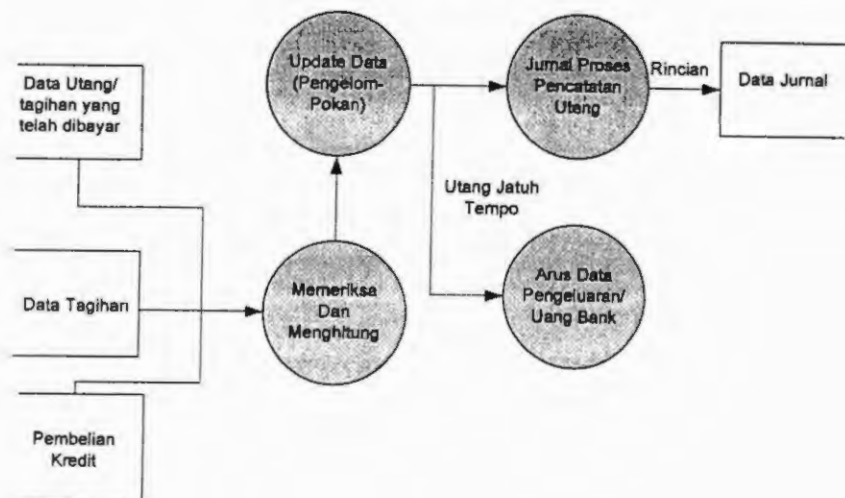 Data Utang/
tagihan yang
telah dibayar
Update Data
(Pengelom-
Pokan)
Jurnal Proses
Pencatatan
Utang
Rincian
Data Jurnal
Utang Jatuh
Tempo
Data Tagihan
Memeriksa
Dan
Menghitung
Arus Data
Pengeluaran/
Uang Bank
Pembelian
Kredit